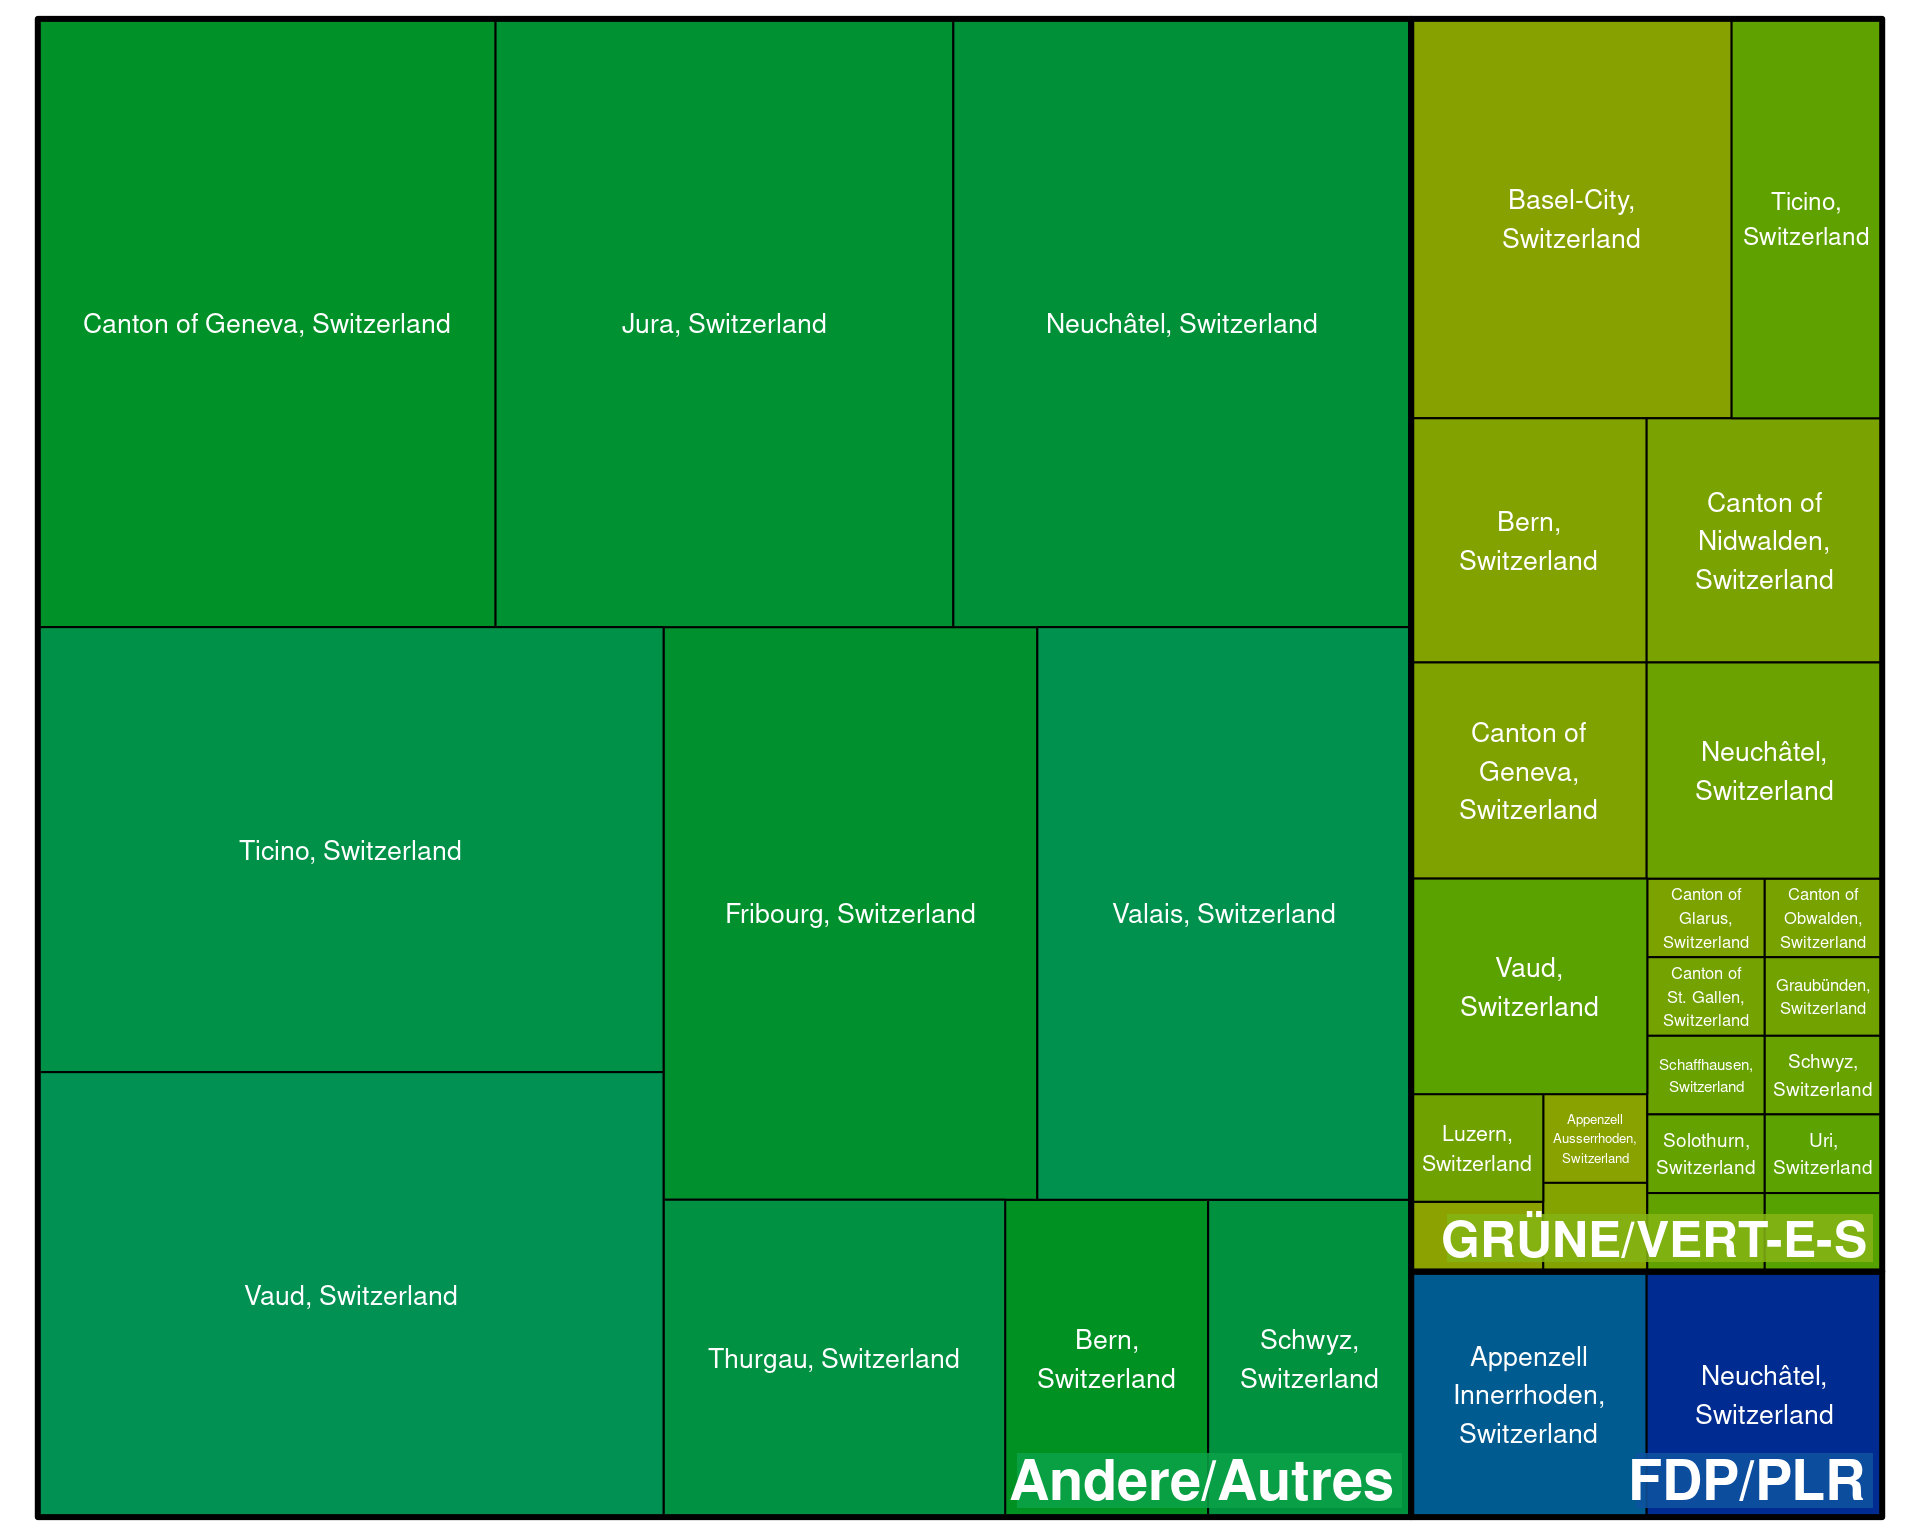 Canton of Geneva, Switzerland
Jura, Switzerland
Neuchâtel, Switzerland
Ticino, Switzerland
Fribourg, Switzerland
Valais, Switzerland
Vaud, Switzerland
Thurgau, Switzerland
Bern,
Switzerland
Schwyz,
Switzerland
Andere/Autres
Basel-City,
Switzerland
Ticino,
Switzerland
Bern,
Switzerland
Canton of
Nidwalden,
Switzerland
Canton of
Geneva,
Switzerland
Neuchâtel,
Switzerland
Vaud,
Switzerland
Canton of
Glarus,
Switzerland
Canton of
Obwalden,
Switzerland
Canton of
St. Gallen,
Switzerland
Graubünden,
Switzerland
Schaffhausen,
Switzerland
Schwyz,
Switzerland
Luzern,
Switzerland
Appenzell
Ausserrhoden,
Switzerland
Solothurn,
Switzerland
Uri,
Switzerland
GRÜNE/VERT-E-S
Appenzell
Innerrhoden,
Switzerland
Neuchâtel,
Switzerland
FDP/PLR